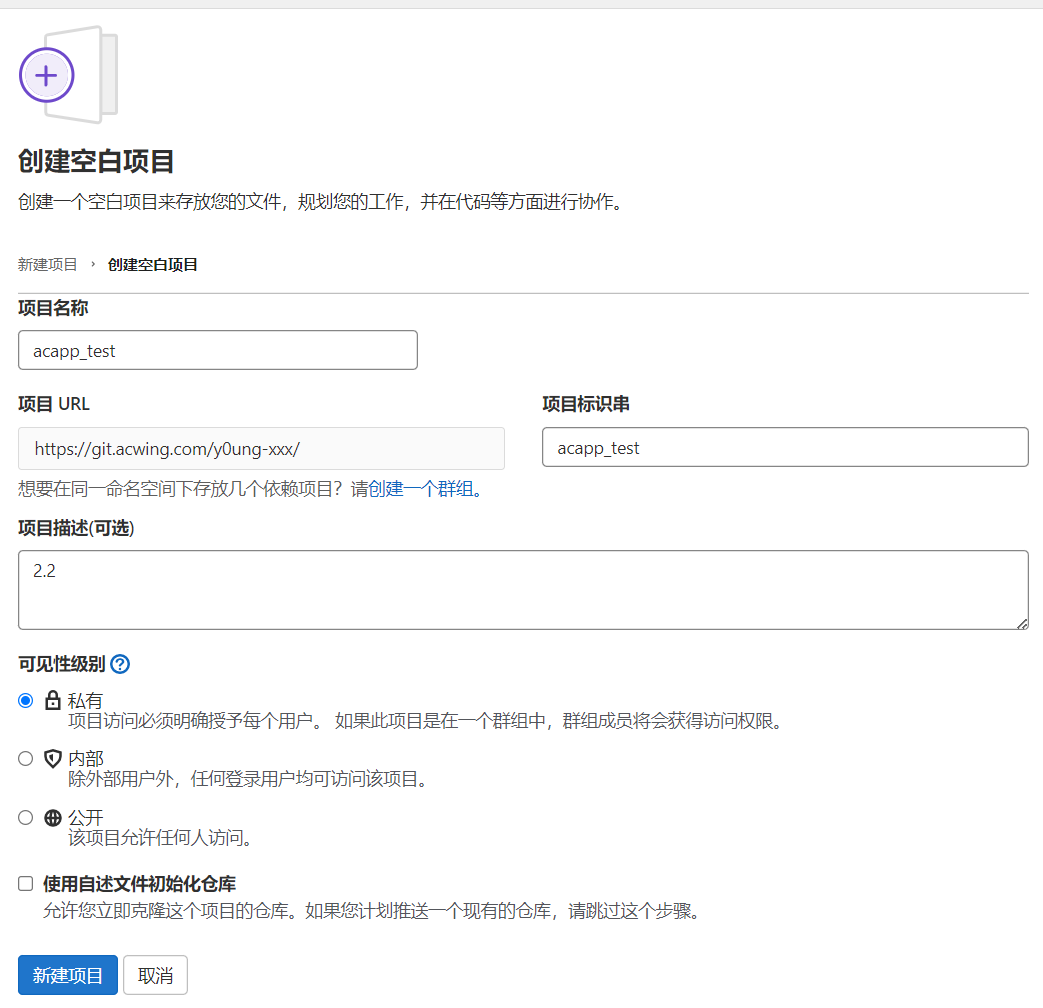 创建空白项目
创建一个空白项目来存放您的文件，规划您的工作，并在代码等方面进行协作。
新建项目 › 创建空白项目
项目名称
acapp_test
项目 URL
项目标识串
https://git.acwing.com/y0ung-xxx/
acapp_test
想要在同一命名空间下存放几个依赖项目？请创建一个群组。
项目描述(可选)
2.2
可见性级别
私有
项目访问必须明确授予每个用户。 如果此项目是在一个群组中，群组成员将会获得访问权限。
内部
除外部用户外，任何登录用户均可访问该项目。
公开
该项目允许任何人访问。
使用自述文件初始化仓库
允许您立即克隆这个项目的仓库。如果您计划推送一个现有的仓库，请跳过这个步骤。
新建项目 取消